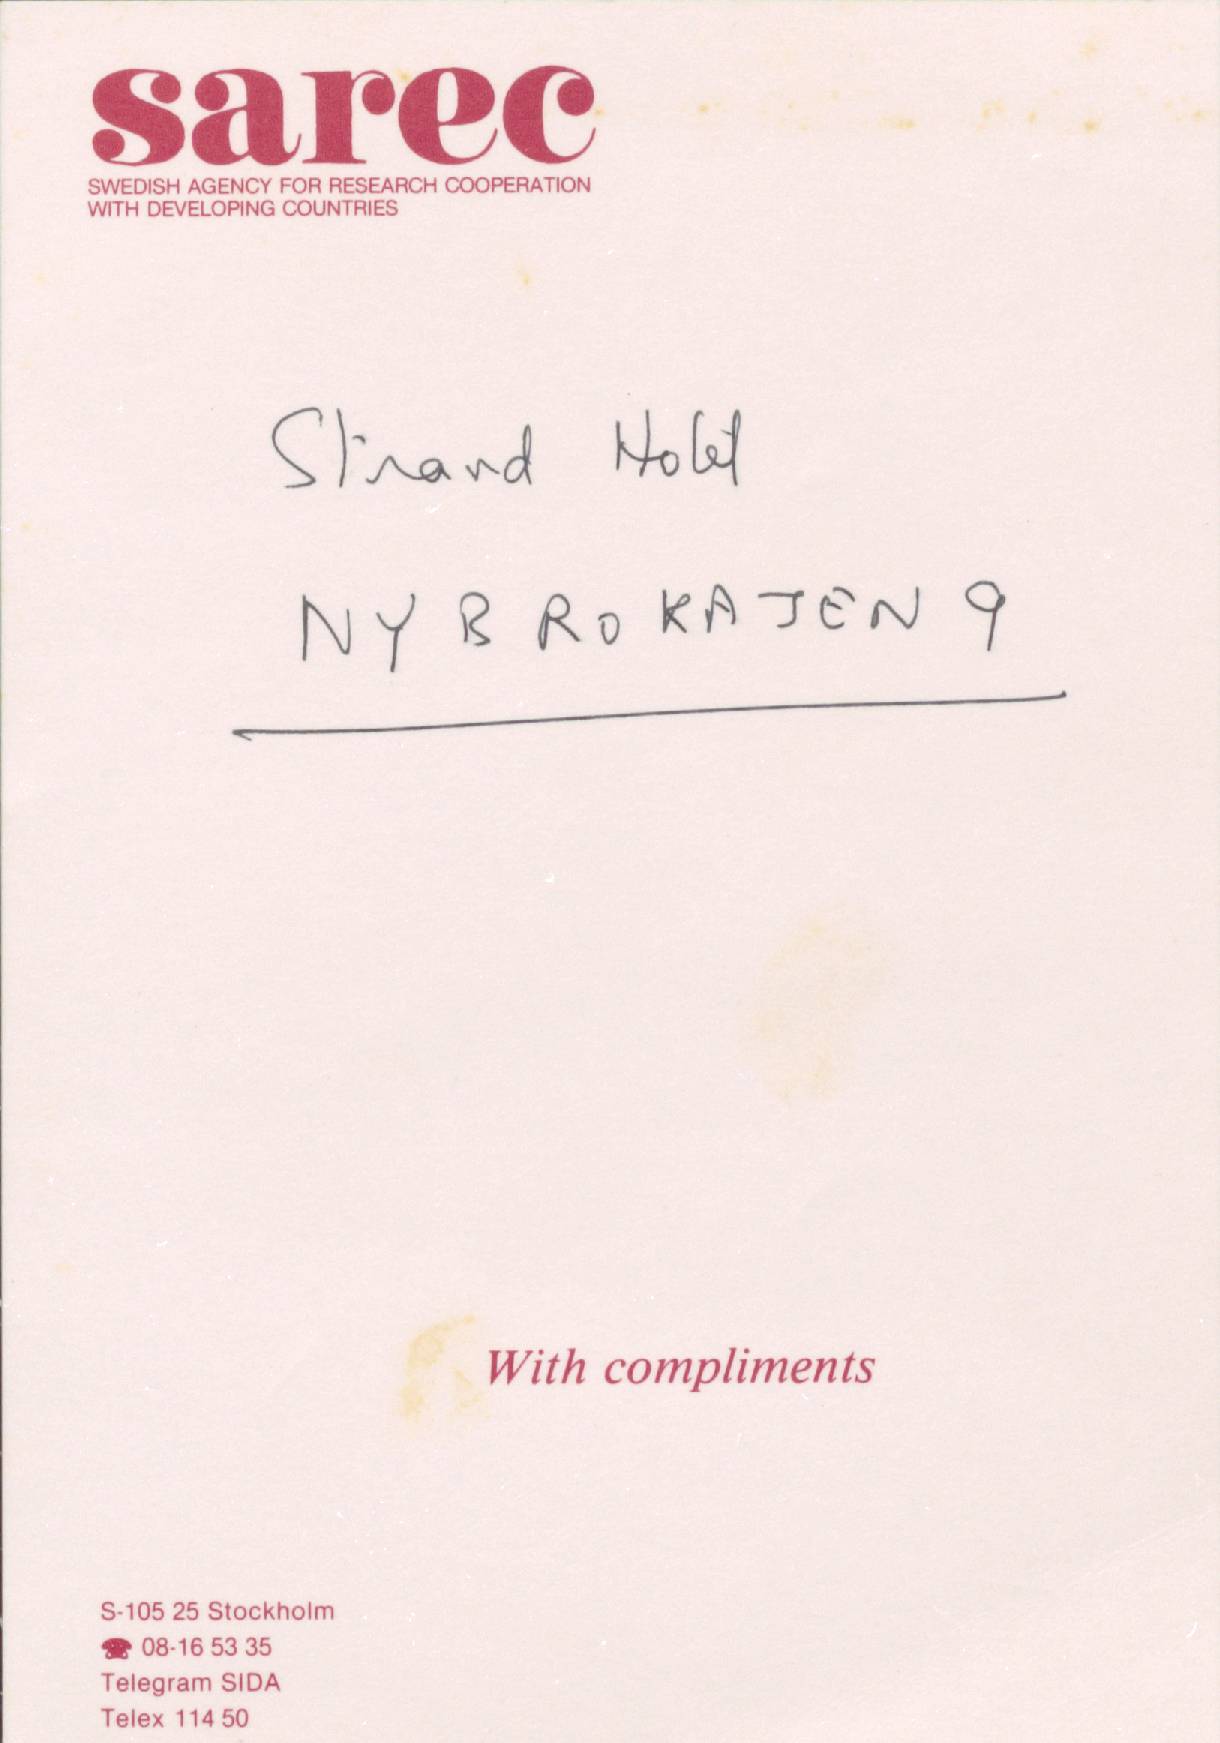 sarec
SWEDISH AGENCY FOR RESEARCH COOPERATION
WITH DEVELOPING COUNTRIES
Strand Hotel
NYBROKAJEN 9
With compliments
S-105 25 Stockholm
☎ 08-16 53 35
Telegram SIDA
Telex 114 50